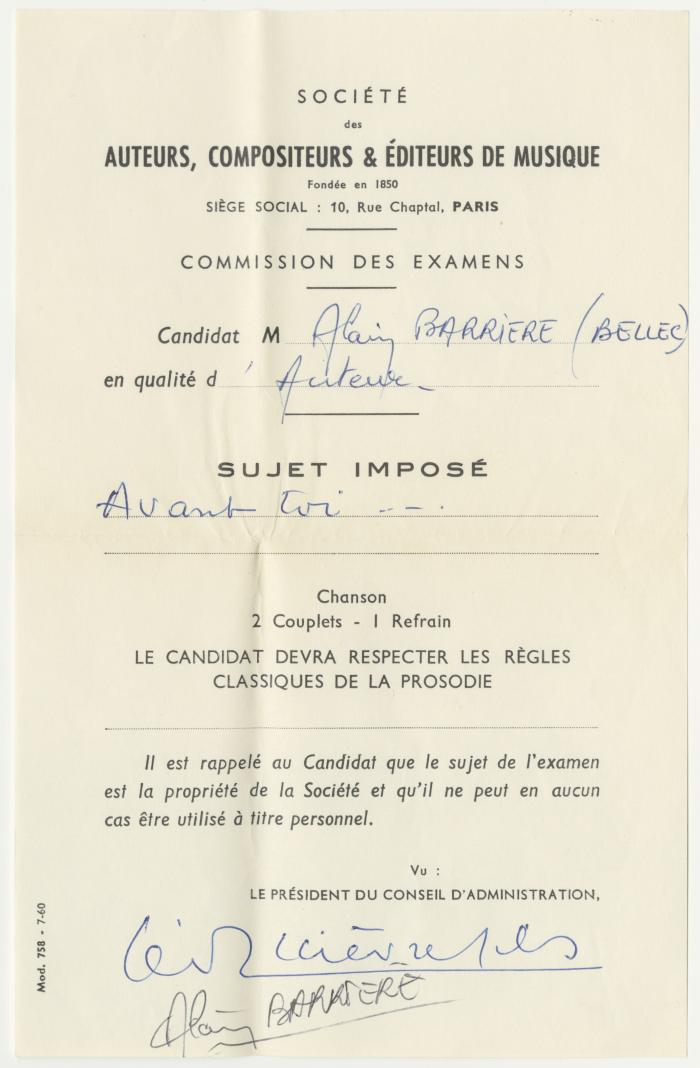 SOCIÉTÉ
des
AUTEURS, COMPOSITEURS & ÉDITEURS DE MUSIQUE
Fondée en 1850
SIÈGE SOCIAL : 10, Rue Chaptal, PARIS
COMMISSION DES EXAMENS
Candidat M Alain BARRIERE (BELLEC)
en qualité d' Auteur
SUJET IMPOSÉ
Avant toi ---.
Chanson
2 Couplets - 1 Refrain
LE CANDIDAT DEVRA RESPECTER LES RÈGLES
CLASSIQUES DE LA PROSODIE
Il est rappelé au Candidat que le sujet de l'examen
est la propriété de la Société et qu'il ne peut en aucun
cas être utilisé à titre personnel.
Vu :
LE PRÉSIDENT DU CONSEIL D'ADMINISTRATION,
Alain BARRIERE
Mod. 758 - 7-60